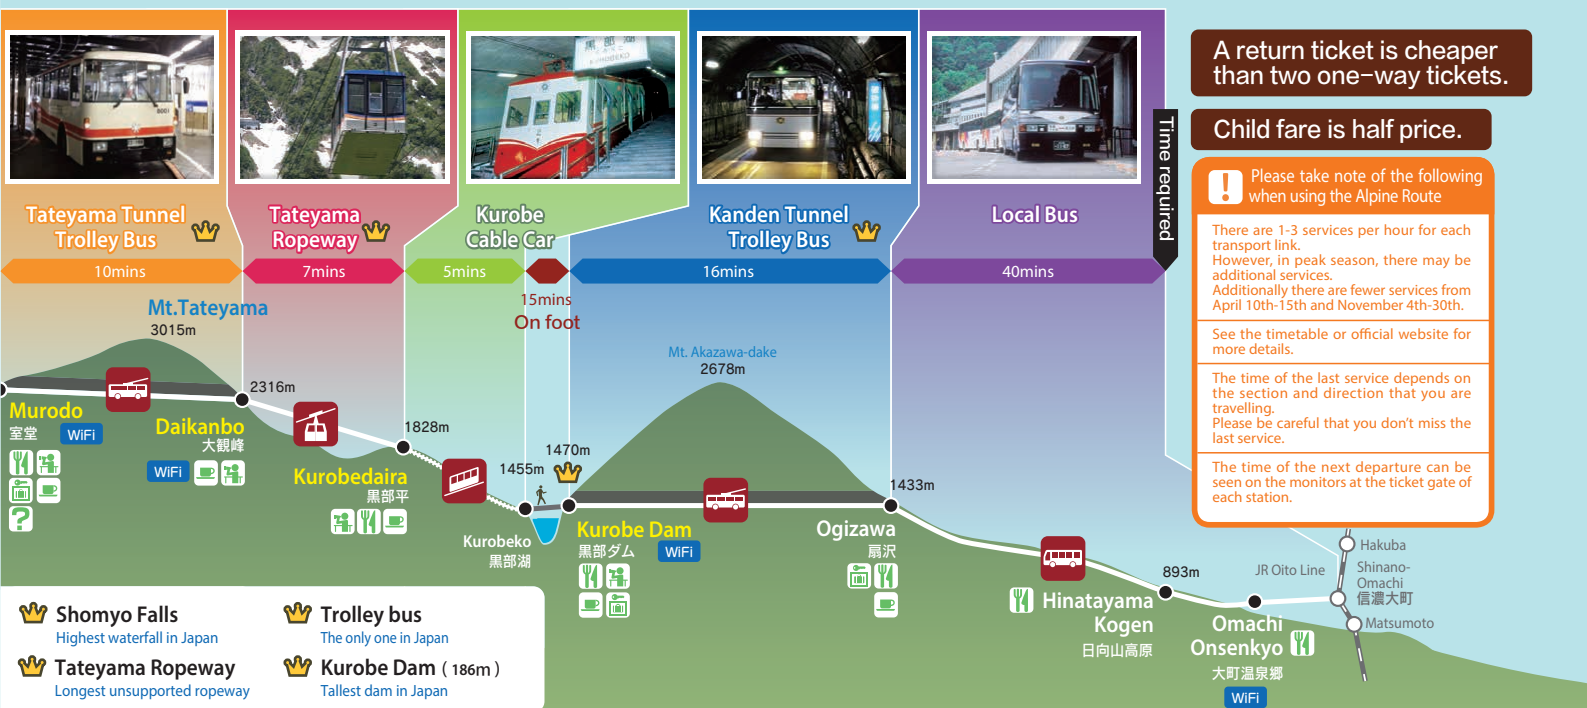 8001
黒部湖
KUROBEKO
Tateyama Tunnel
Trolley Bus
Tateyama
Ropeway
Kurobe
Cable Car
Kanden Tunnel
Trolley Bus
Local Bus
Time required
10mins
7mins
5mins
16mins
40mins
15mins
On foot
Mt.Tateyama
3015m
Mt. Akazawa-dake
2678m
2316m
1828m
1455m
1470m
1433m
893m
Murodo
室堂
WiFi
?
Daikanbo
大観峰
WiFi
Kurobedaira
黒部平
Kurobeko
黒部湖
Kurobe Dam
黒部ダム
WiFi
Ogizawa
扇沢
Hinatayama
Kogen
日向山高原
Omachi
Onsenkyo
大町温泉郷
WiFi
JR Oito Line
Hakuba
Shinano-
Omachi
信濃大町
Matsumoto
Shomyo Falls
Highest waterfall in Japan
Tateyama Ropeway
Longest unsupported ropeway
Trolley bus
The only one in Japan
Kurobe Dam ( 186m )
Tallest dam in Japan
A return ticket is cheaper
than two one-way tickets.
Child fare is half price.
!
Please take note of the following
when using the Alpine Route
There are 1-3 services per hour for each
transport link.
However, in peak season, there may be
additional services.
Additionally there are fewer services from
April 10th-15th and November 4th-30th.
See the timetable or official website for
more details.
The time of the last service depends on
the section and direction that you are
travelling.
Please be careful that you don't miss the
last service.
The time of the next departure can be
seen on the monitors at the ticket gate of
each station.